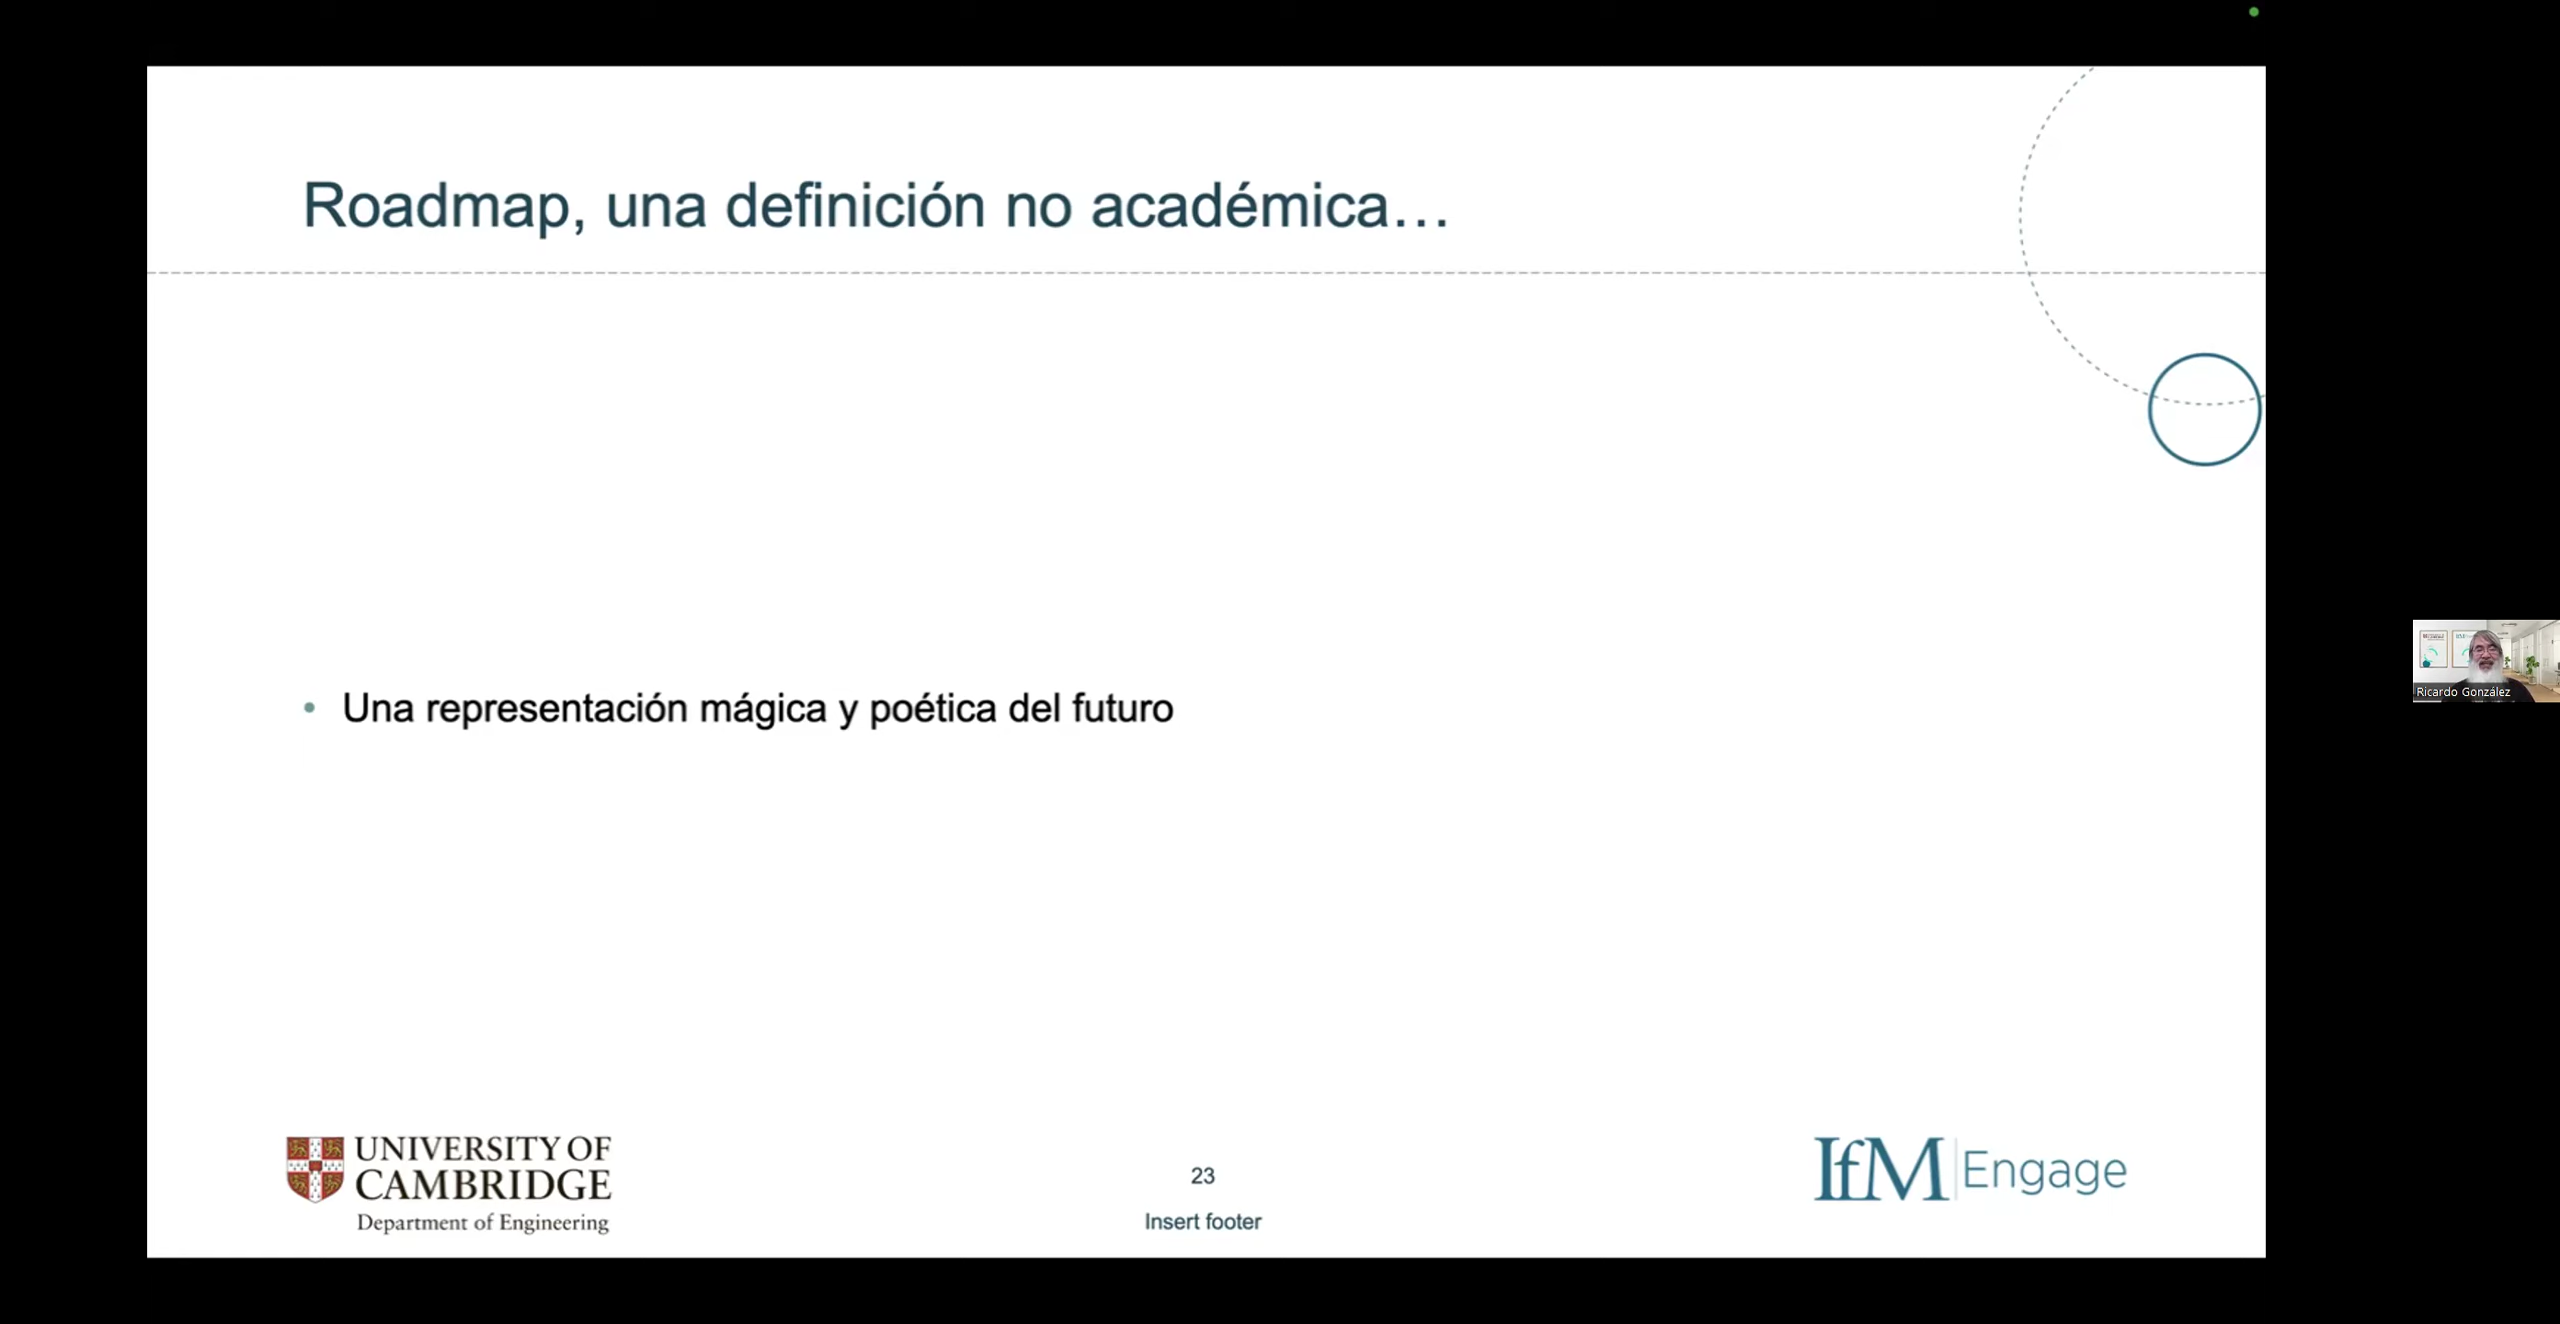 Roadmap, una definición no académica…
• Una representación mágica y poética del futuro
Ricardo González
UNIVERSITY OF
CAMBRIDGE
Department of Engineering
23
Insert footer
IfM Engage